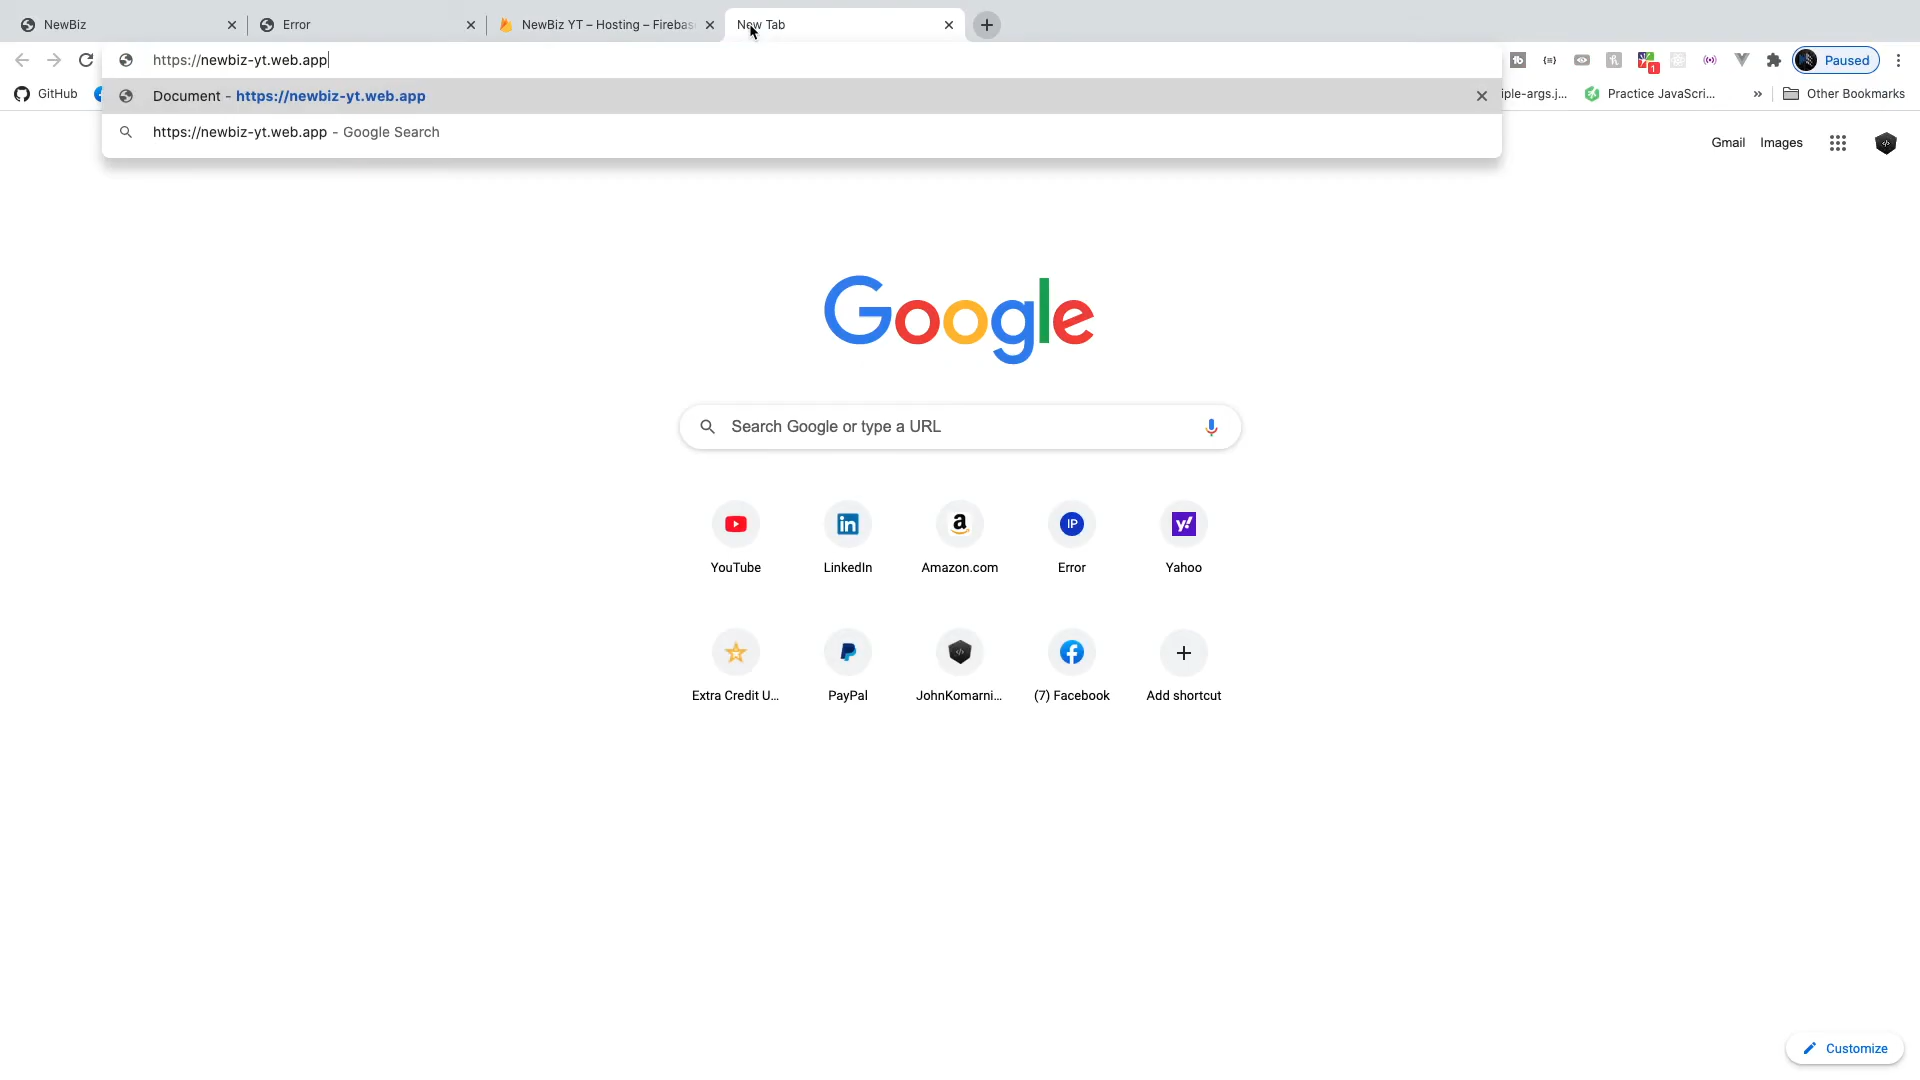 NewBiz
Error
NewBiz YT – Hosting – Firebas
New Tab
https://newbiz-yt.web.app
Paused
GitHub
Document - https://newbiz-yt.web.app
iple-args.j...
Practice JavaScri...
»
Other Bookmarks
https://newbiz-yt.web.app - Google Search
Gmail
Images
Google
Search Google or type a URL
YouTube
LinkedIn
Amazon.com
IP
Error
Yahoo
Extra Credit U...
PayPal
JohnKomarni...
(7) Facebook
Add shortcut
Customize